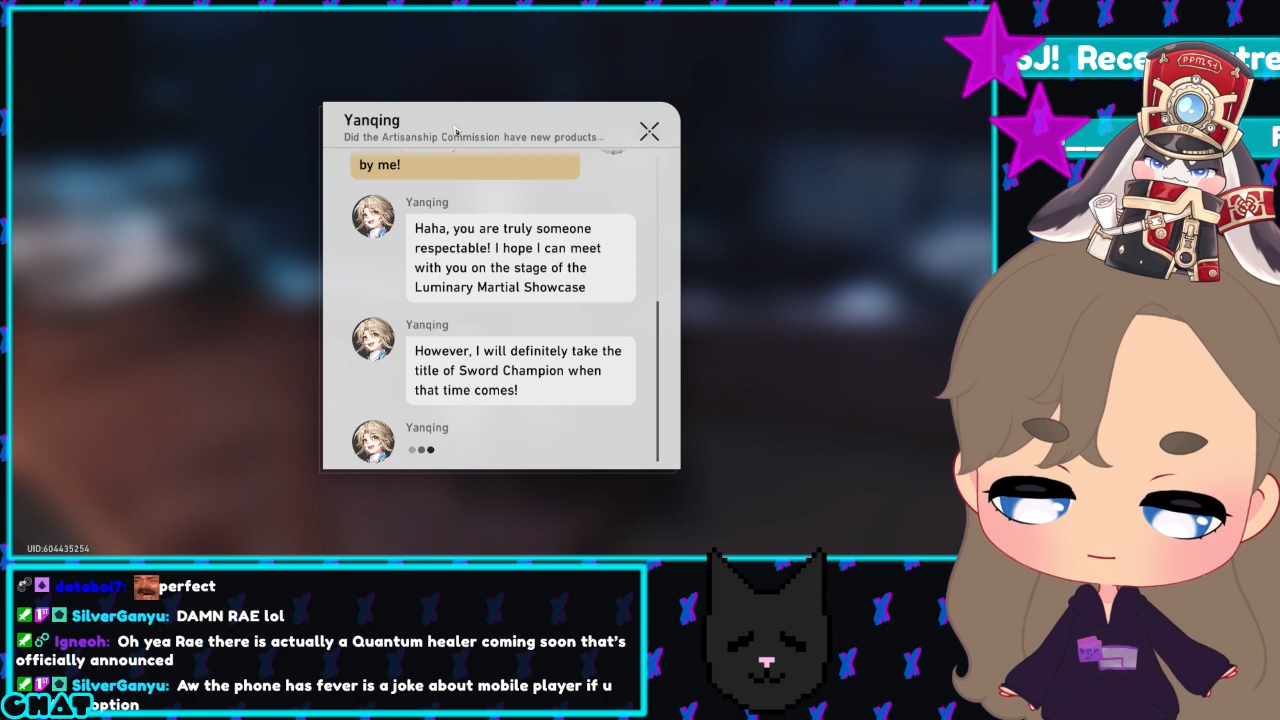 Yanqing
Did the Artisanship Commission have new products...
by me!
Yanqing
Haha, you are truly someone
respectable! I hope I can meet
with you on the stage of the
Luminary Martial Showcase
Yanqing
However, I will definitely take the
title of Sword Champion when
that time comes!
Yanqing
UID:604435254
J! Rece
PPM51
databoi7: perfect
SilverGanyu: DAMN RAE lol
Igneoh: Oh yea Rae there is actually a Quantum healer coming soon that's
officially announced
SilverGanyu: Aw the phone has fever is a joke about mobile player if u
option
CHAT